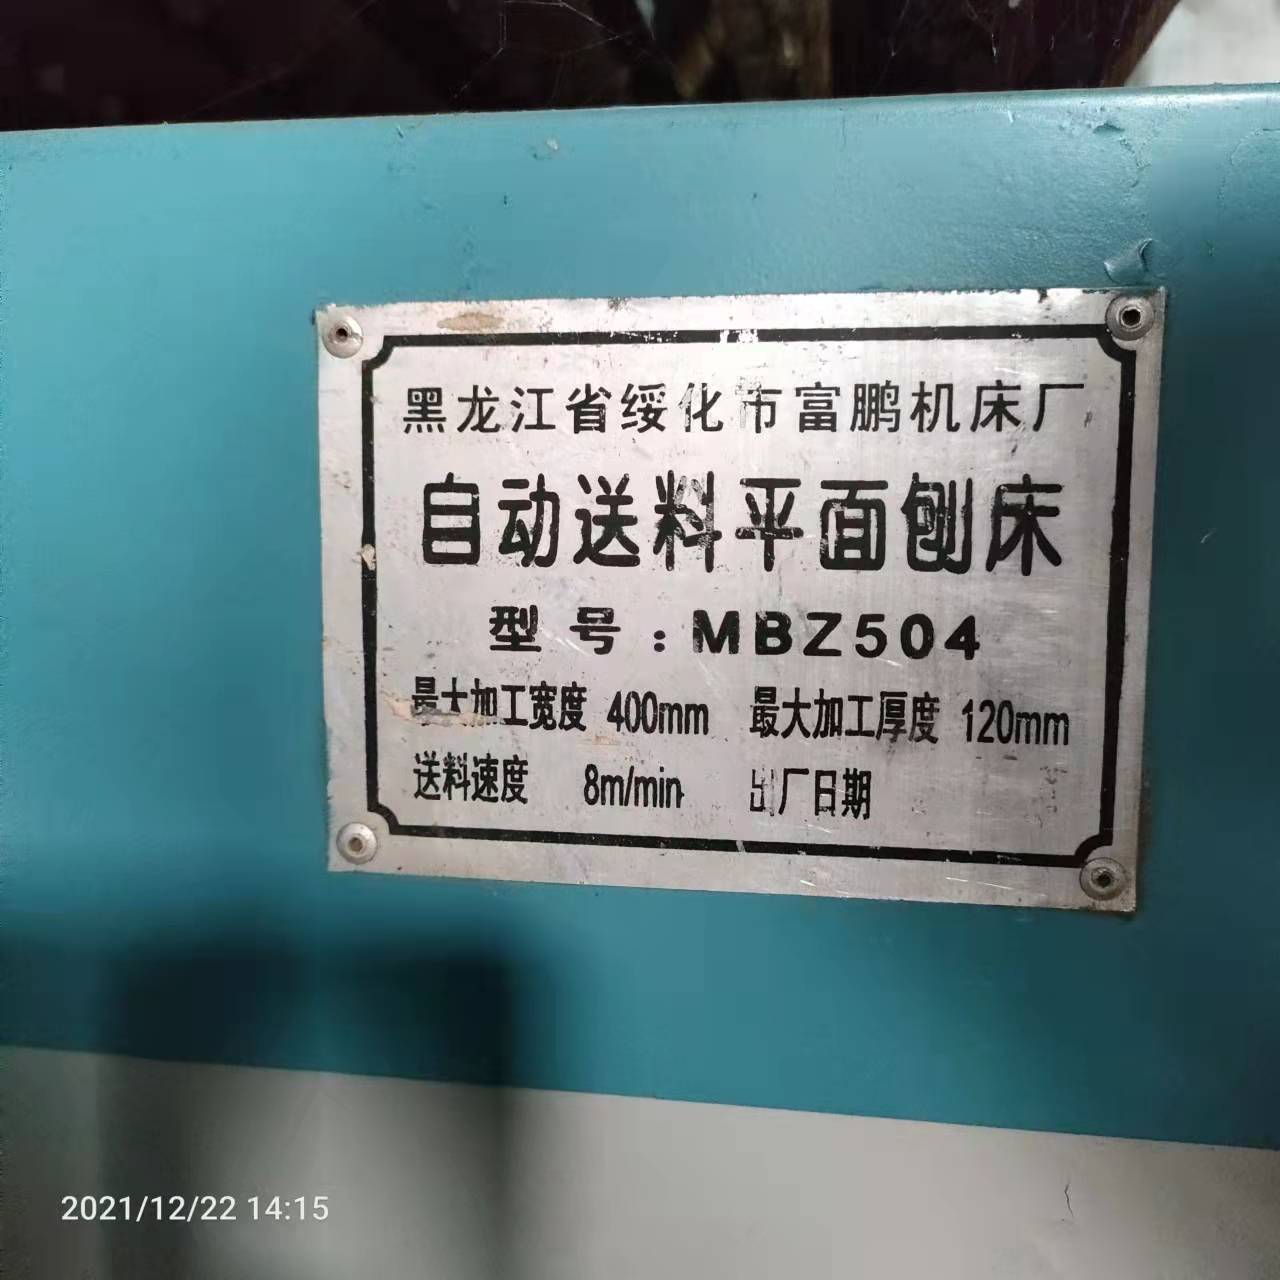 黑龙江省绥化市富鹏机床厂
自动送料平面刨床
型号：MBZ504
最大加工宽度 400mm 最大加工厚度 120mm
送料速度 8m/min 出厂日期
2021/12/22 14:15